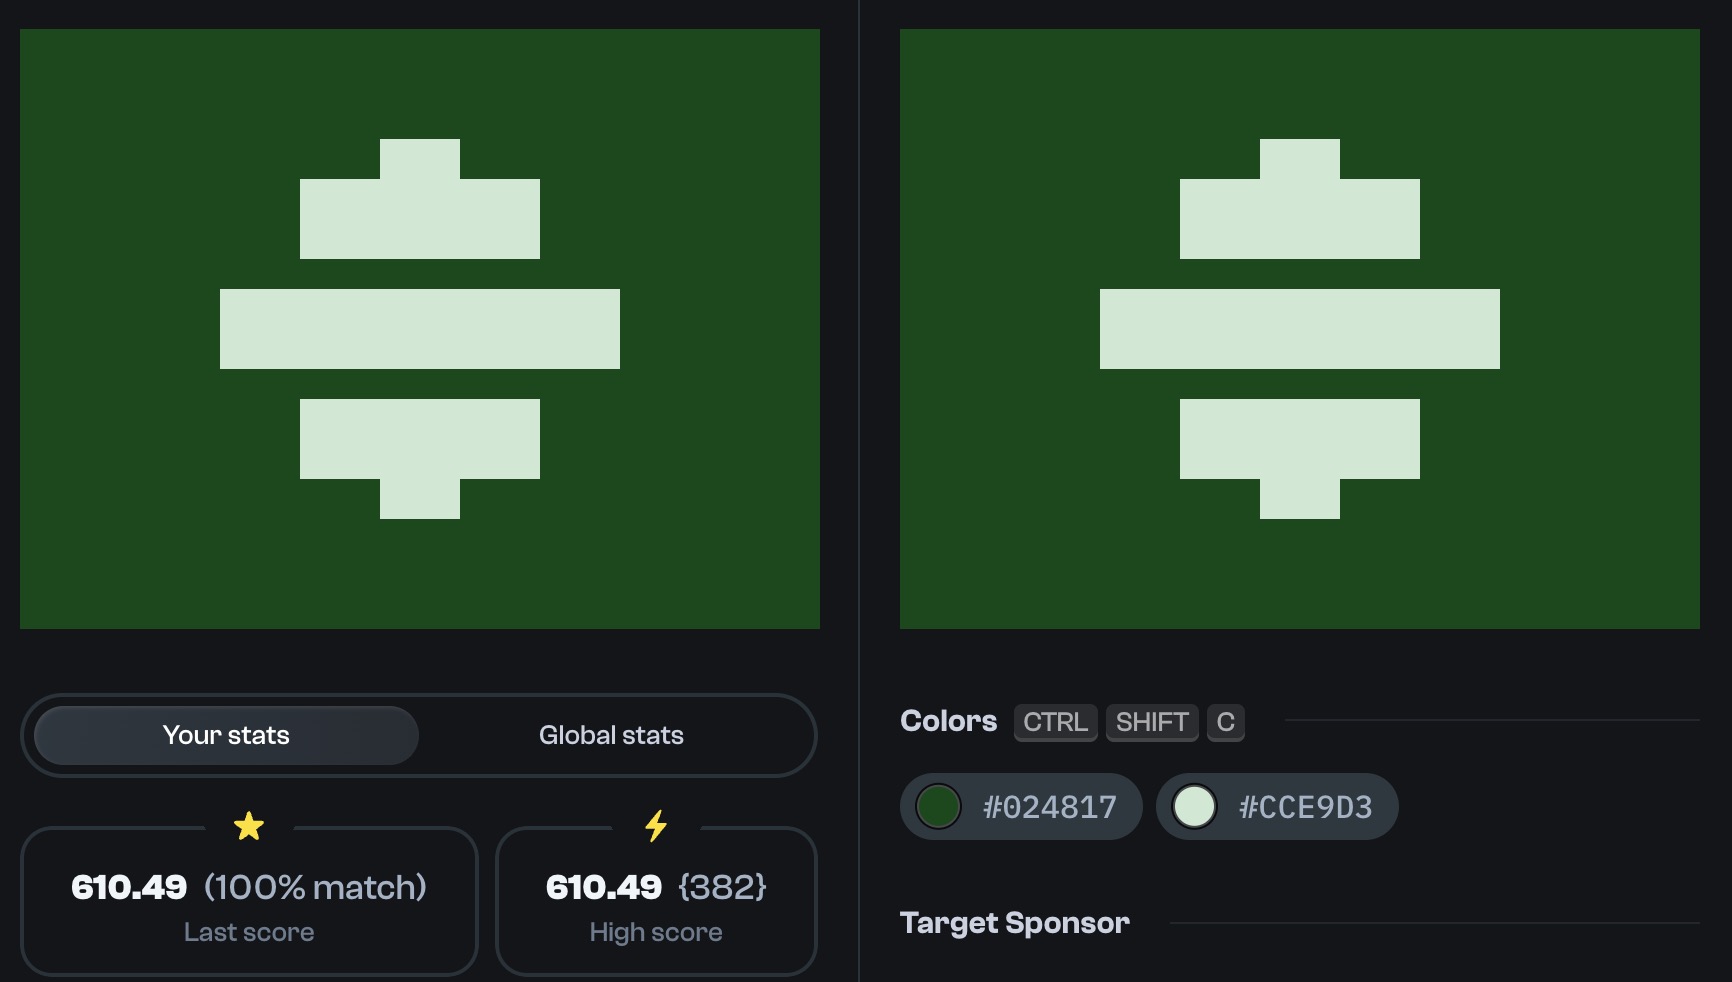 Your stats
Global stats
610.49 (100% match)
Last score
610.49 {382}
High score
Colors CTRL SHIFT C
#024817
#CCE9D3
Target Sponsor